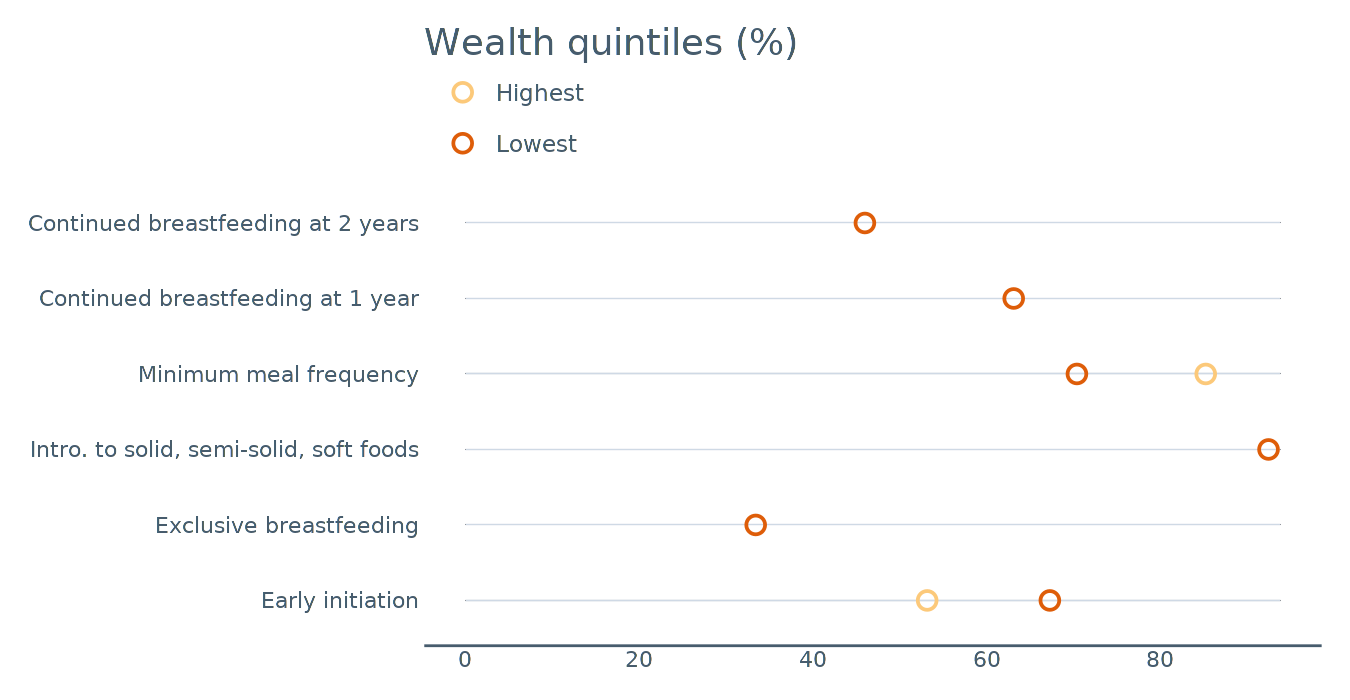 Wealth quintiles (%)
Highest
Lowest
Continued breastfeeding at 2 years
Continued breastfeeding at 1 year
Minimum meal frequency
Intro. to solid, semi-solid, soft foods
Exclusive breastfeeding
Early initiation
0 20 40 60 80